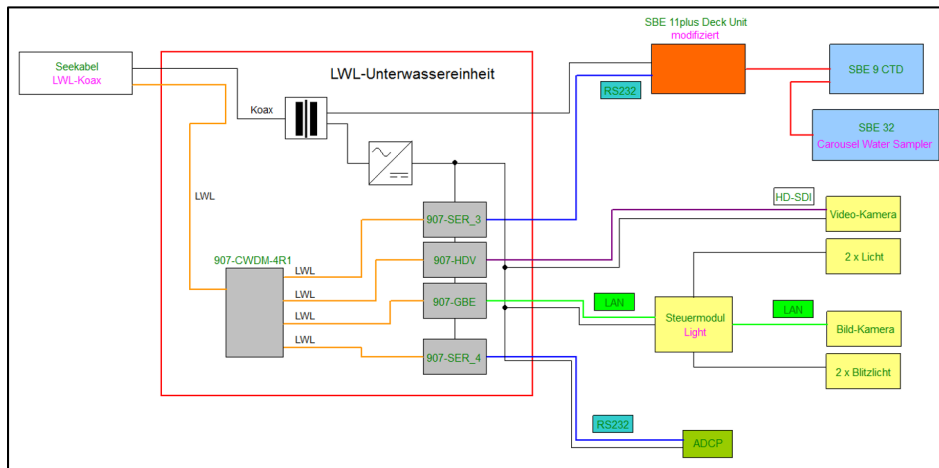 SBE 11plus Deck Unit
modifiziert
Seekabel
LWL-Koax
LWL-Unterwassereinheit
SBE 9 CTD
RS232
Koax
SBE 32
Carousel Water Sampler
LWL
HD-SDI
907-SER_3
Video-Kamera
907-CWDM-4R1
907-HDV
2 x Licht
LWL
LWL
907-GBE
LAN
LAN
LWL
Steuermodul
Light
Bild-Kamera
LWL
907-SER_4
2 x Blitzlicht
RS232
ADCP